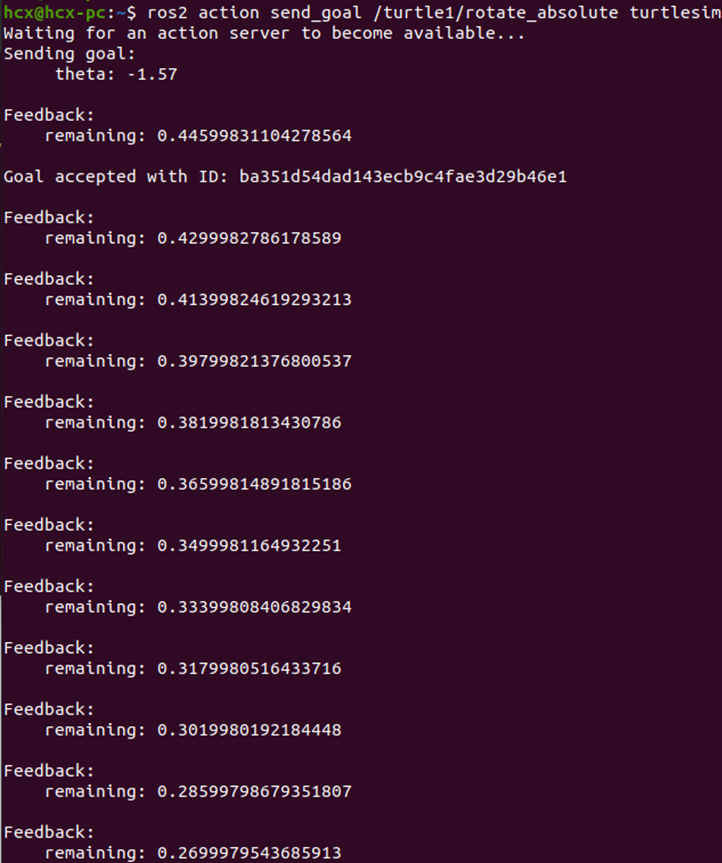 hcx@hcx-pc:~$ ros2 action send_goal /turtle1/rotate_absolute turtlesim
Waiting for an action server to become available...
Sending goal:
     theta: -1.57
Feedback:
    remaining: 0.44599831104278564
Goal accepted with ID: ba351d54dad143ecb9c4fae3d29b46e1
Feedback:
    remaining: 0.4299982786178589
Feedback:
    remaining: 0.41399824619293213
Feedback:
    remaining: 0.39799821376800537
Feedback:
    remaining: 0.3819981813430786
Feedback:
    remaining: 0.36599814891815186
Feedback:
    remaining: 0.3499981164932251
Feedback:
    remaining: 0.33399808406829834
Feedback:
    remaining: 0.3179980516433716
Feedback:
    remaining: 0.3019980192184448
Feedback:
    remaining: 0.28599798679351807
Feedback:
    remaining: 0.2699979543685913